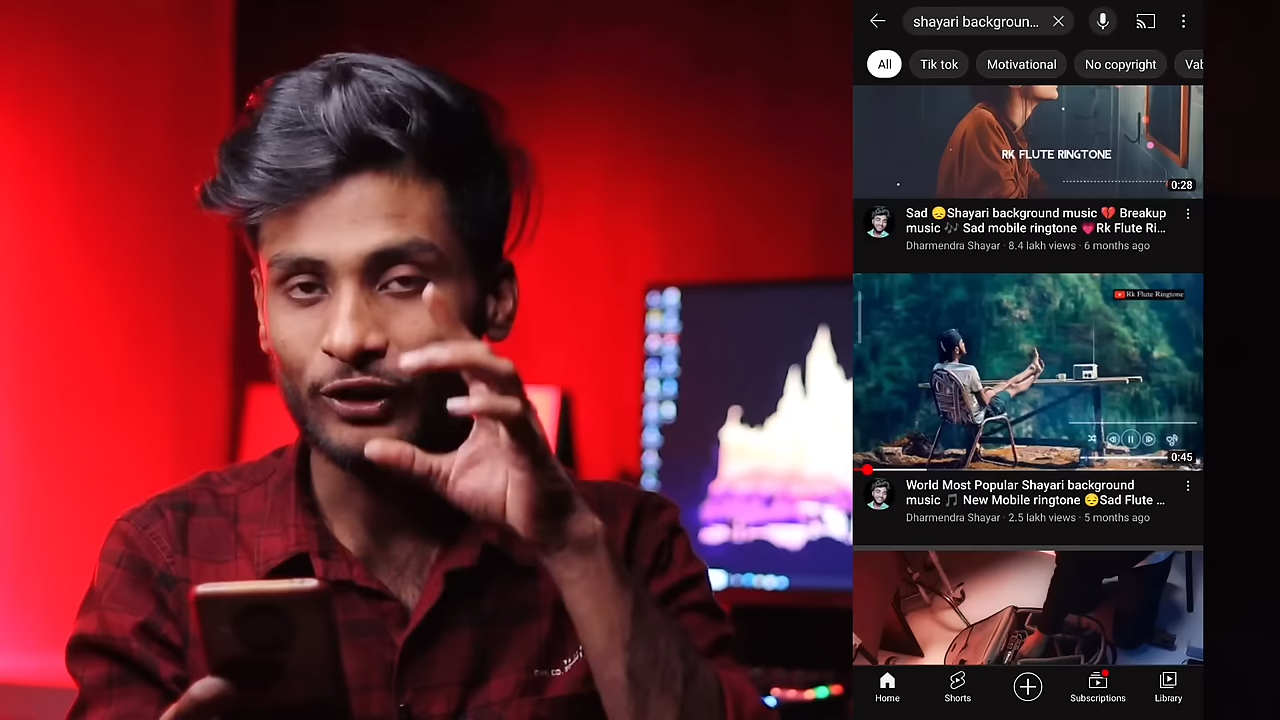 shayari backgroun...
All
Tik tok
Motivational
No copyright
RK FLUTE RINGTONE
0:28
Sad 😞Shayari background music 💔 Breakup
music 🎶 Sad mobile ringtone 💗Rk Flute Ri...
Dharmendra Shayar · 8.4 lakh views · 6 months ago
Rk Flute Ringtone
0:45
World Most Popular Shayari background
music 🎵 New Mobile ringtone 😔Sad Flute ...
Dharmendra Shayar · 2.5 lakh views · 5 months ago
Home
Shorts
Subscriptions
Library